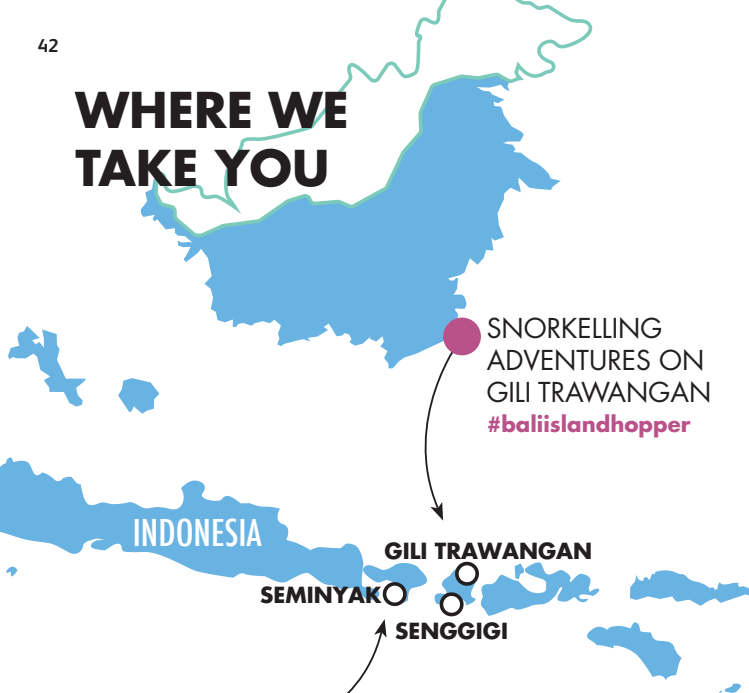 42
WHERE WE
TAKE YOU
SNORKELLING
ADVENTURES ON
GILI TRAWANGAN
#baliislandhopper
INDONESIA
GILI TRAWANGAN
SEMINYAK
SENGGIGI